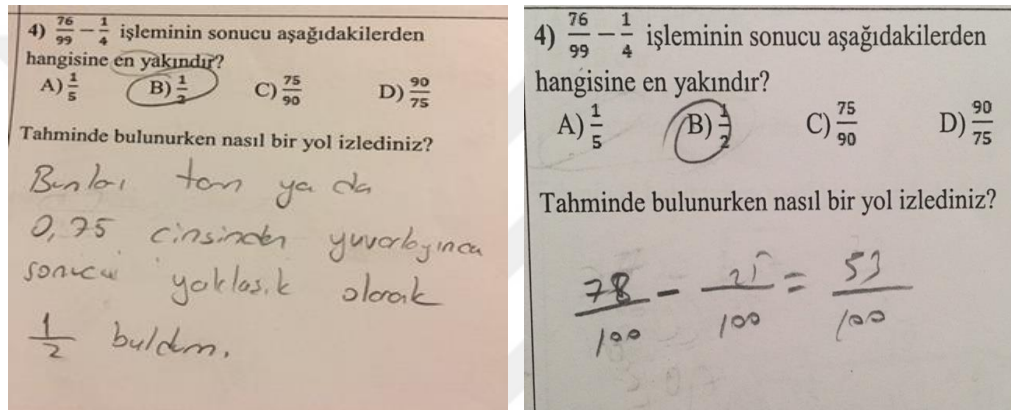 4) 76/99 − 1/4 işleminin sonucu aşağıdakilerden
hangisine en yakındır?
A) 1/5 B) 1/2 C) 75/90 D) 90/75
Tahminde bulunurken nasıl bir yol izlediniz?
Bunları tam ya da
0,75 cinsinden yuvarlayınca
sonucu yaklaşık olarak
1/2 buldum.
4) 76/99 − 1/4 işleminin sonucu aşağıdakilerden
hangisine en yakındır?
A) 1/5 B) 1/2 C) 75/90 D) 90/75
Tahminde bulunurken nasıl bir yol izlediniz?
78/100 - 25/100 = 53/100